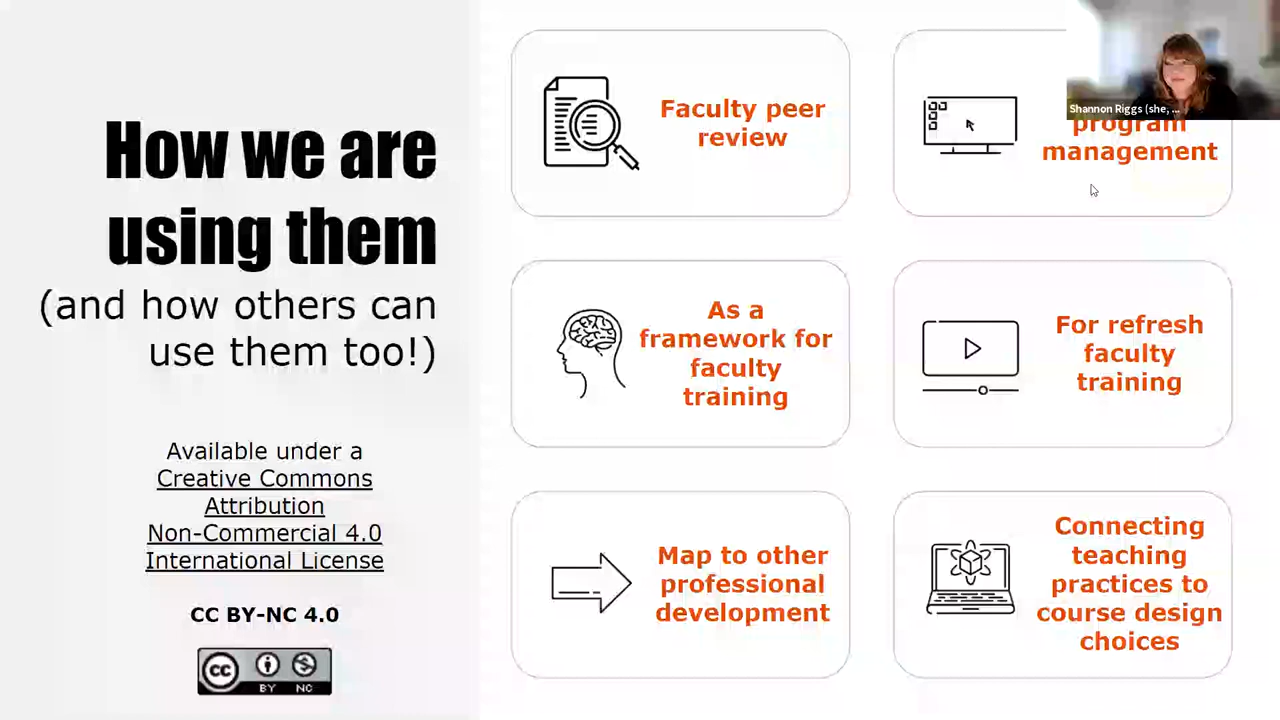 How we are
using them
(and how others can
use them too!)
Available under a
Creative Commons
Attribution
Non-Commercial 4.0
International License
CC BY-NC 4.0
cc
BY NC
Faculty peer
review
program
management
Shannon Riggs (she, ...
As a
framework for
faculty
training
For refresh
faculty
training
Map to other
professional
development
Connecting
teaching
practices to
course design
choices